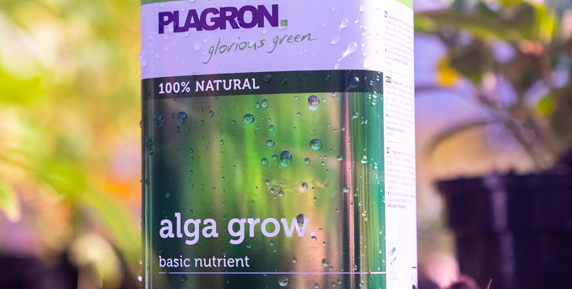 PLAGRON.
glorious green
100% NATURAL
alga grow
basic nutrient